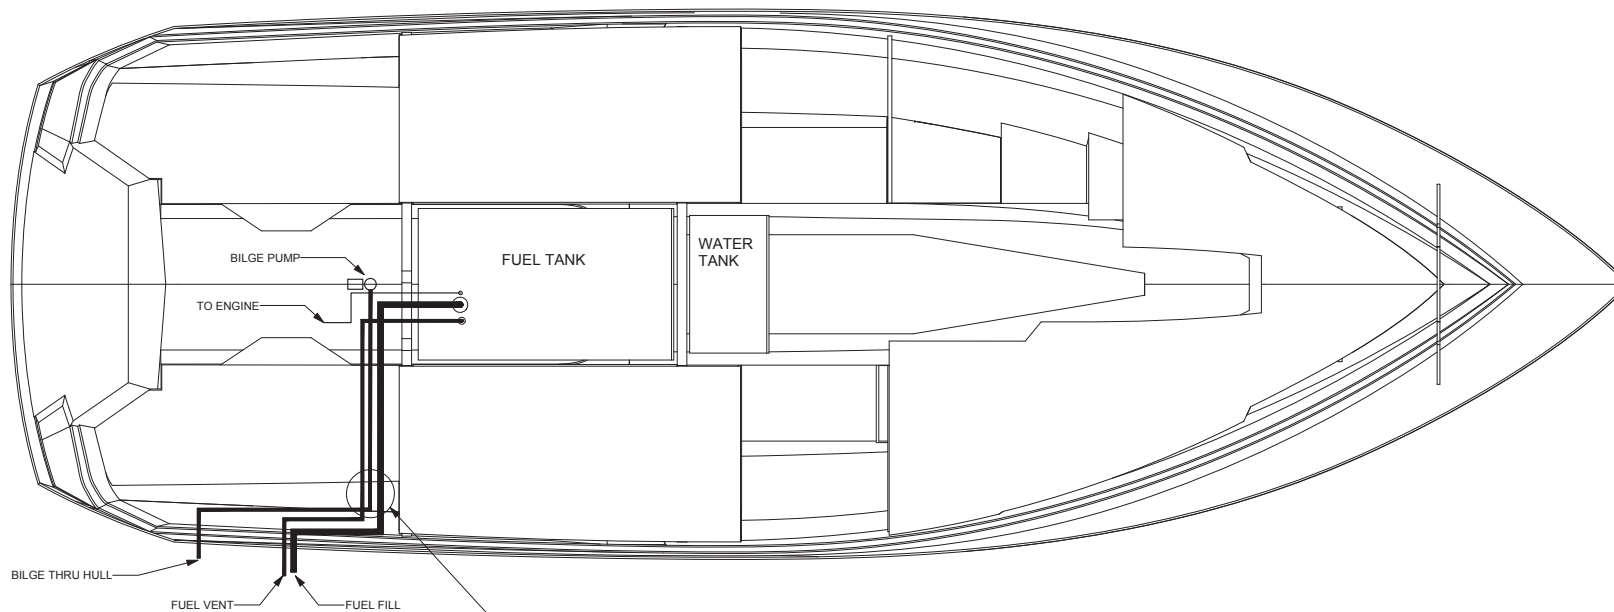 FUEL TANK
WATER
TANK
BILGE PUMP
TO ENGINE
BILGE THRU HULL
FUEL VENT
FUEL FILL